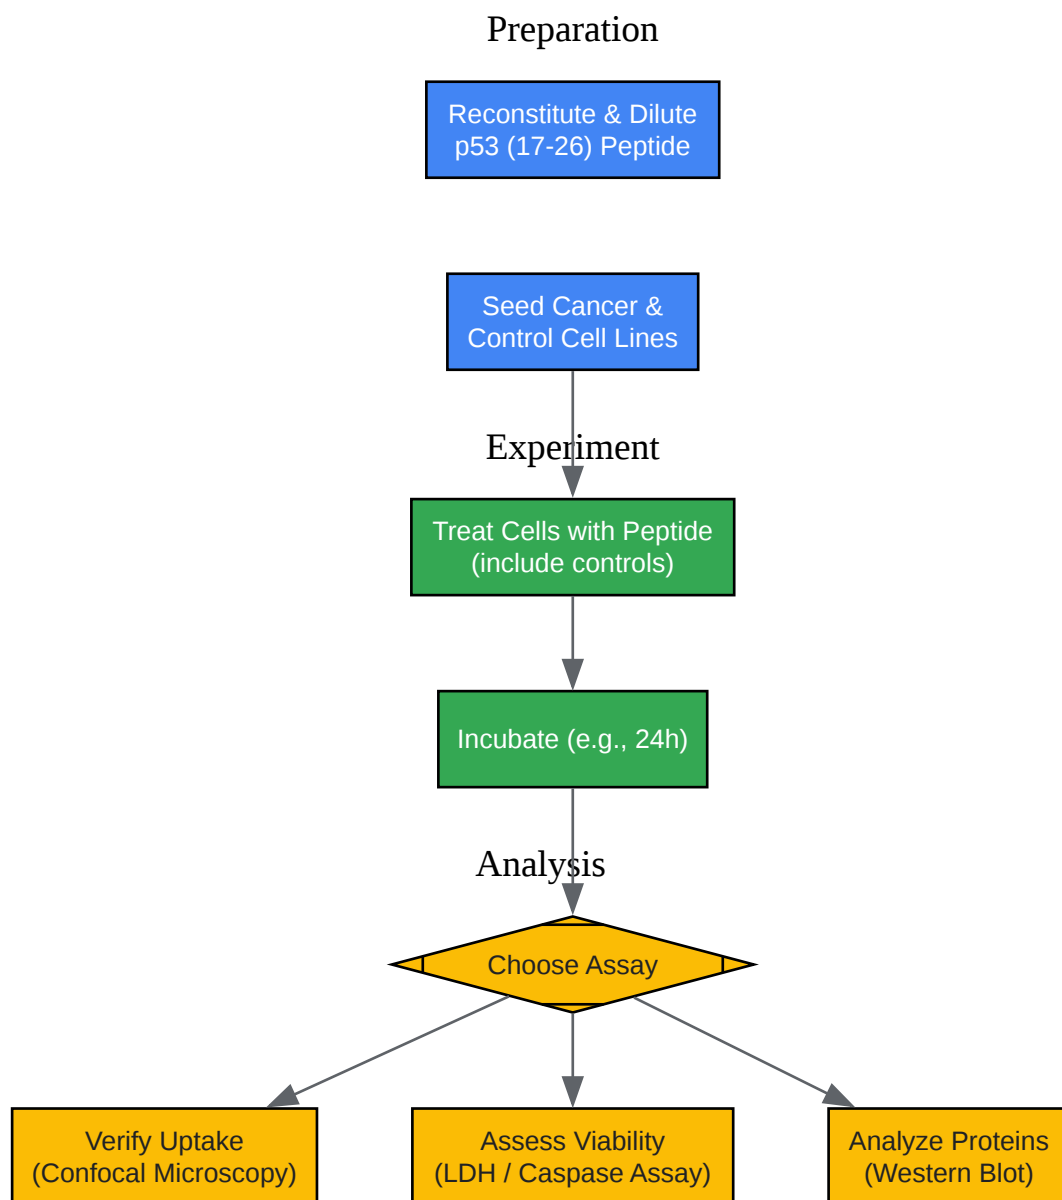 Preparation
Reconstitute & Dilute
p53 (17-26) Peptide
Seed Cancer &
Control Cell Lines
Experiment
Treat Cells with Peptide
(include controls)
Incubate (e.g., 24h)
Analysis
Choose Assay
Verify Uptake
(Confocal Microscopy)
Assess Viability
(LDH / Caspase Assay)
Analyze Proteins
(Western Blot)